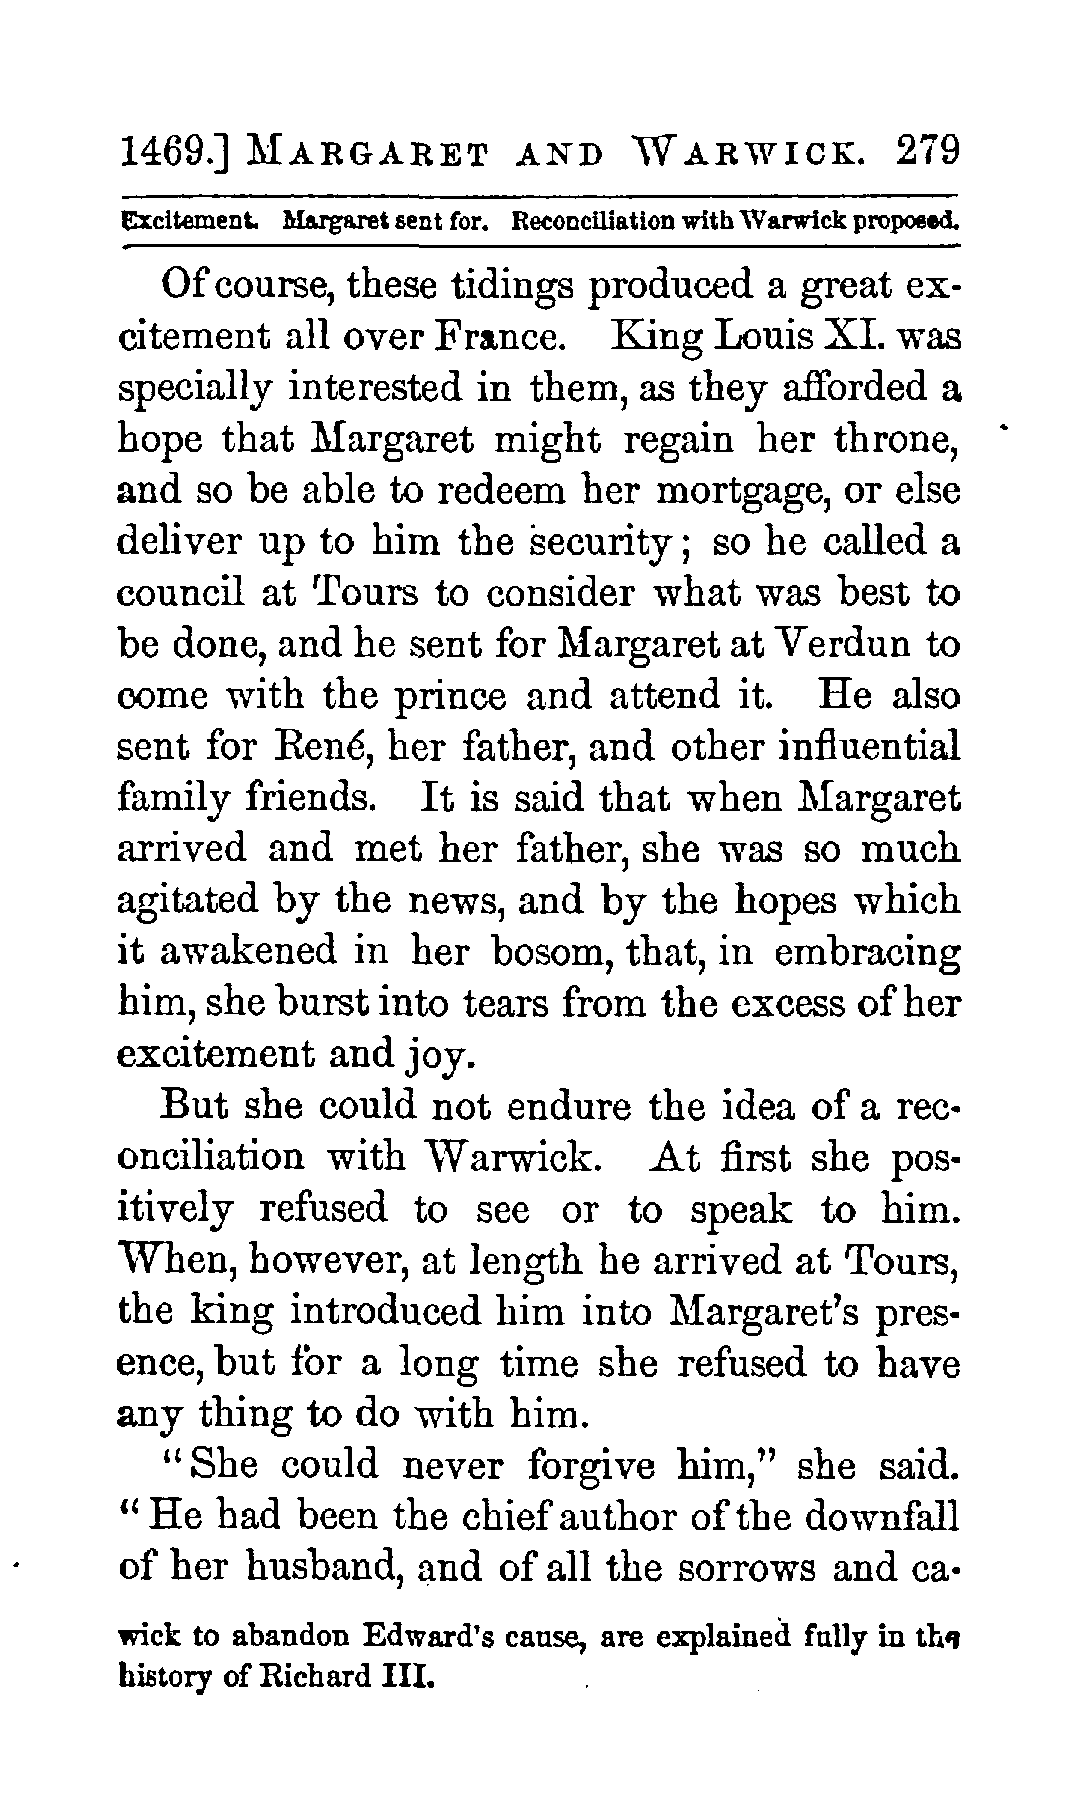 1469.] MARGARET AND WARWICK. 279
Excitement. Margaret sent for. Reconciliation with Warwick proposed.
Of course, these tidings produced a great ex-
citement all over France. King Louis XI. was
specially interested in them, as they afforded a
hope that Margaret might regain her throne,
and so be able to redeem her mortgage, or else
deliver up to him the security; so he called a
council at Tours to consider what was best to
be done, and he sent for Margaret at Verdun to
come with the prince and attend it. He also
sent for René, her father, and other influential
family friends. It is said that when Margaret
arrived and met her father, she was so much
agitated by the news, and by the hopes which
it awakened in her bosom, that, in embracing
him, she burst into tears from the excess of her
excitement and joy.
But she could not endure the idea of a rec-
onciliation with Warwick. At first she pos-
itively refused to see or to speak to him.
When, however, at length he arrived at Tours,
the king introduced him into Margaret's pres-
ence, but for a long time she refused to have
any thing to do with him.
"She could never forgive him," she said.
"He had been the chief author of the downfall
of her husband, and of all the sorrows and ca-
wick to abandon Edward's cause, are explained fully in the
history of Richard III.